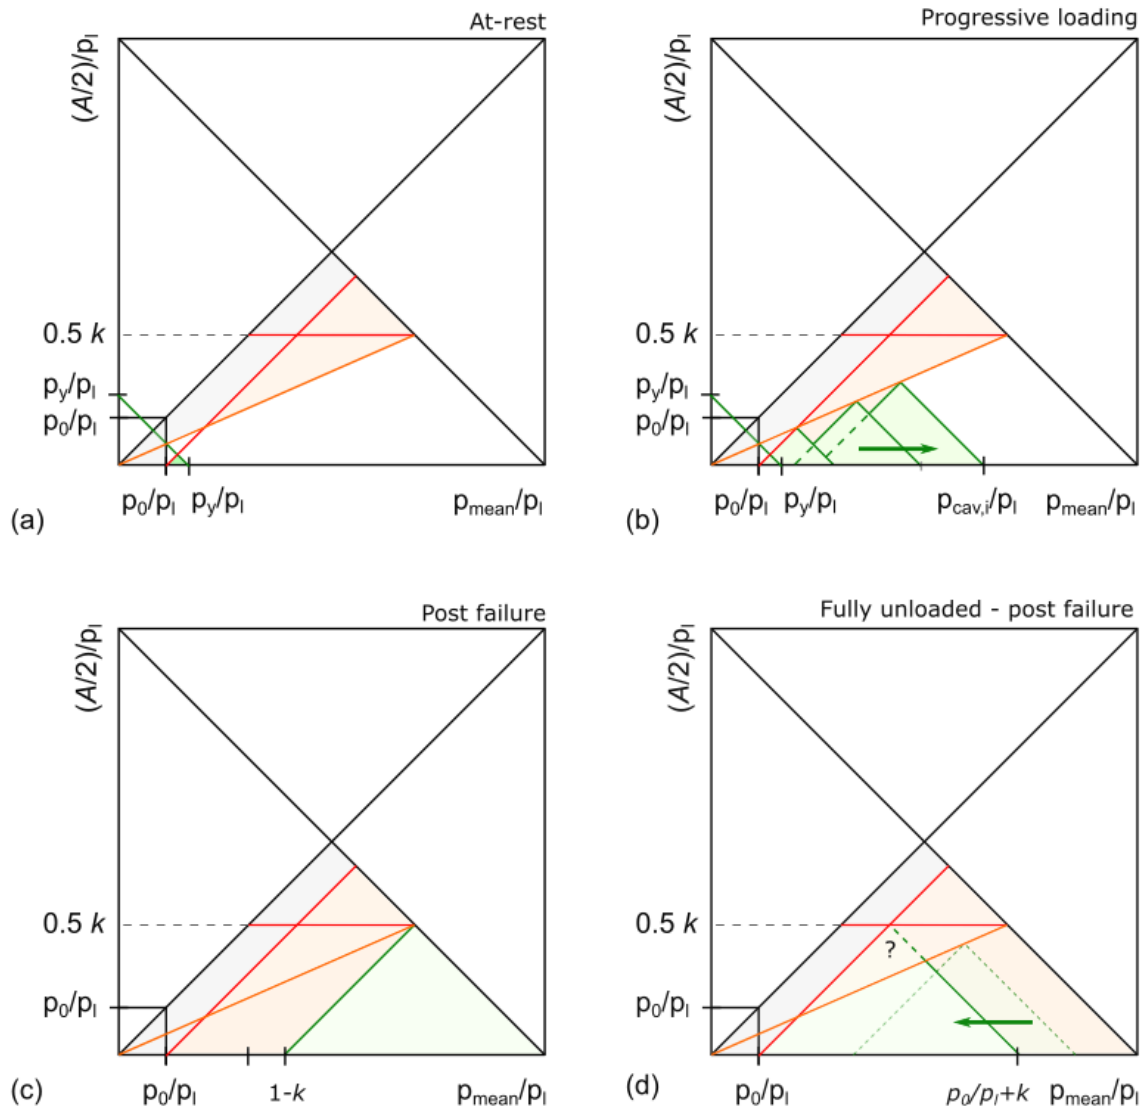 At-rest
(A/2)/pl
0.5 k
py/pl
p0/pl
p0/pl py/pl pmean/pl
(a)
Progressive loading
(A/2)/pl
0.5 k
py/pl
p0/pl
p0/pl py/pl pcav,i/pl pmean/pl
(b)
Post failure
(A/2)/pl
0.5 k
p0/pl
p0/pl 1-k pmean/pl
(c)
Fully unloaded - post failure
(A/2)/pl
0.5 k
?
p0/pl
p0/pl p0/pl+k pmean/pl
(d)